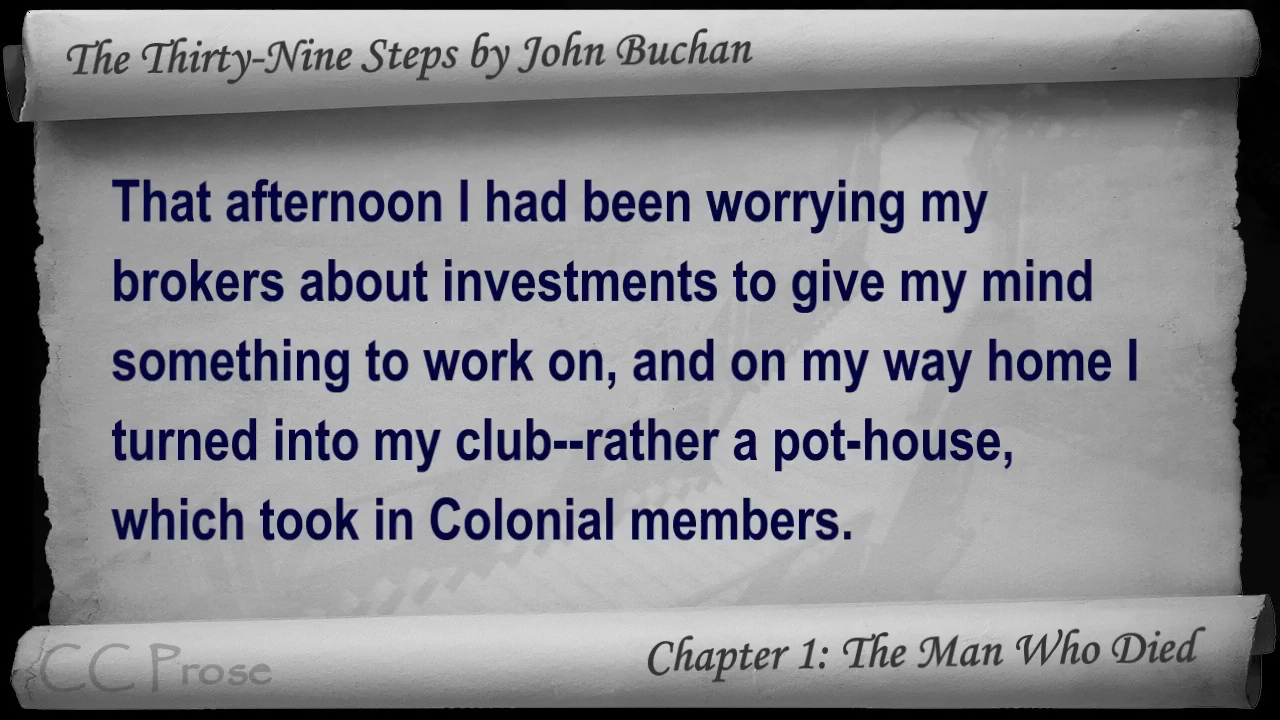 The Thirty-Nine Steps by John Buchan
That afternoon I had been worrying my
brokers about investments to give my mind
something to work on, and on my way home I
turned into my club--rather a pot-house,
which took in Colonial members.
CC Prose
Chapter 1: The Man Who Died